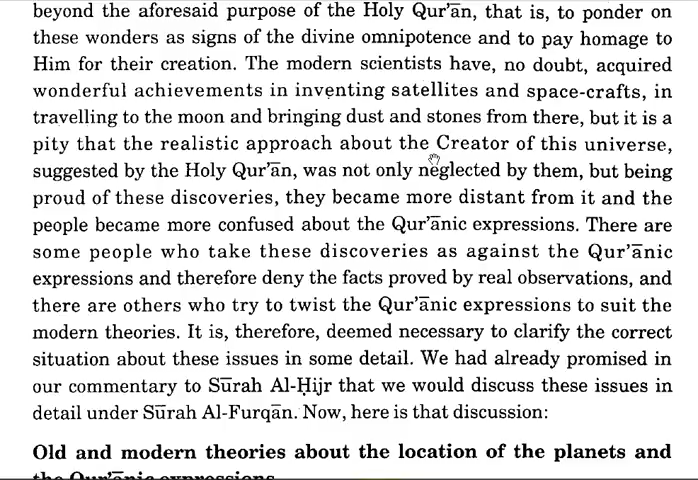 beyond the aforesaid purpose of the Holy Qur’ān, that is, to ponder on
these wonders as signs of the divine omnipotence and to pay homage to
Him for their creation. The modern scientists have, no doubt, acquired
wonderful achievements in inventing satellites and space-crafts, in
travelling to the moon and bringing dust and stones from there, but it is a
pity that the realistic approach about the Creator of this universe,
suggested by the Holy Qur’ān, was not only neglected by them, but being
proud of these discoveries, they became more distant from it and the
people became more confused about the Qur’ānic expressions. There are
some people who take these discoveries as against the Qur’ānic
expressions and therefore deny the facts proved by real observations, and
there are others who try to twist the Qur’ānic expressions to suit the
modern theories. It is, therefore, deemed necessary to clarify the correct
situation about these issues in some detail. We had already promised in
our commentary to Sūrah Al-Ḥijr that we would discuss these issues in
detail under Sūrah Al-Furqān. Now, here is that discussion:
Old and modern theories about the location of the planets and
the Qur’ānic expressions